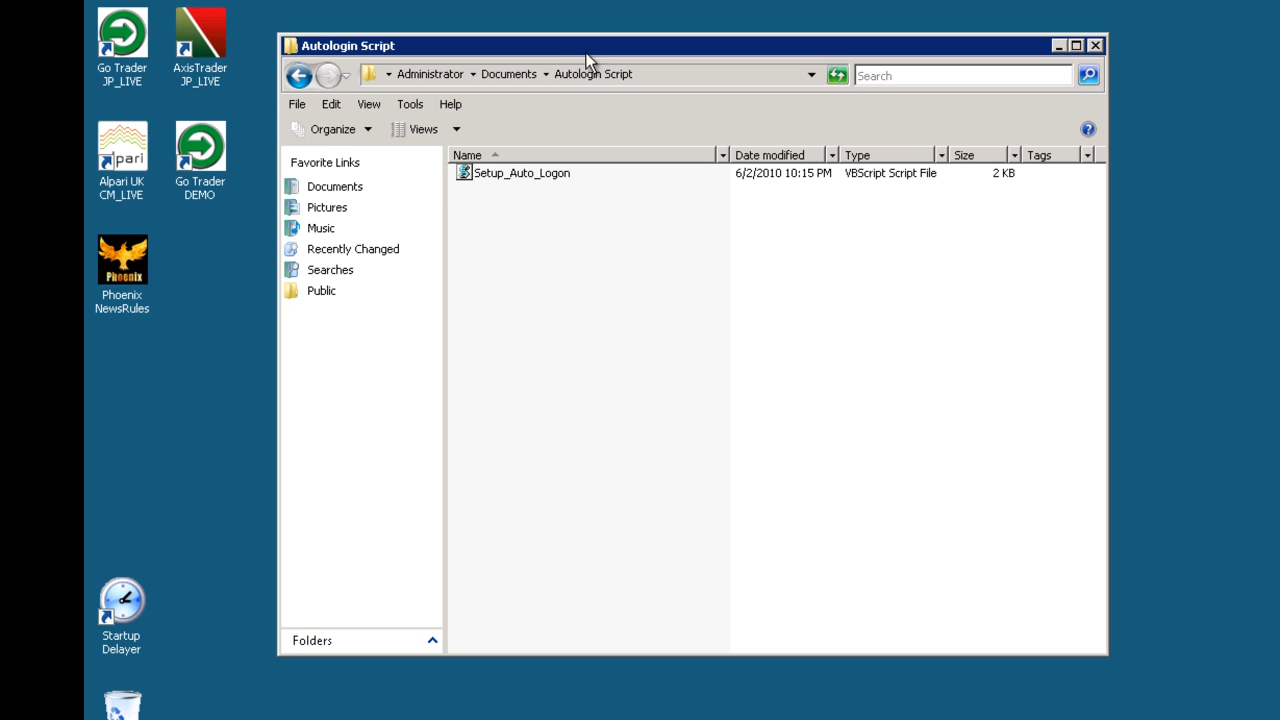 Go Trader
JP_LIVE
AxisTrader
JP_LIVE
alpari
Alpari UK
CM_LIVE
Go Trader
DEMO
Phoenix
Phoenix
NewsRules
Startup
Delayer
Autologin Script
Administrator Documents Autologin Script
Search
File Edit View Tools Help
Organize Views
Favorite Links
Documents
Pictures
Music
Recently Changed
Searches
Public
Folders
Name Date modified Type Size Tags
Setup_Auto_Logon 6/2/2010 10:15 PM VBScript Script File 2 KB